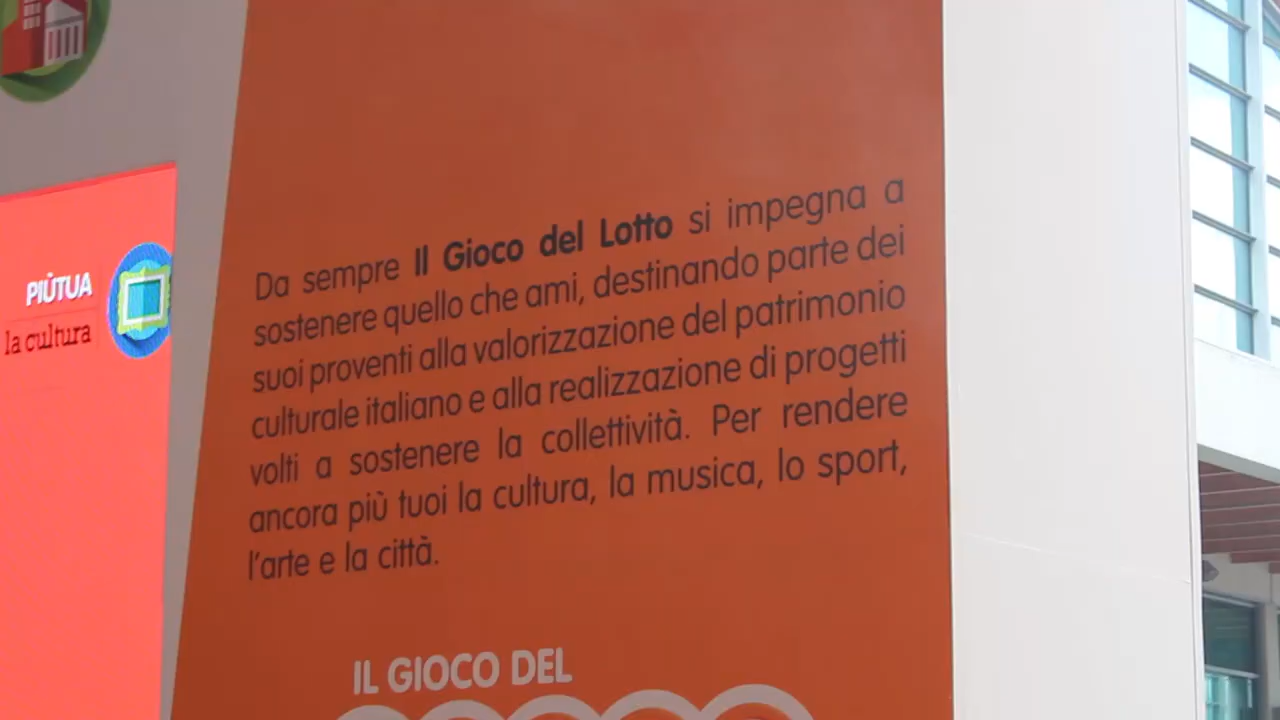 PIÙTUA
la cultura
Da sempre Il Gioco del Lotto si impegna a
sostenere quello che ami, destinando parte dei
suoi proventi alla valorizzazione del patrimonio
culturale italiano e alla realizzazione di progetti
volti a sostenere la collettività. Per rendere
ancora più tuoi la cultura, la musica, lo sport,
l'arte e la città.
IL GIOCO DEL